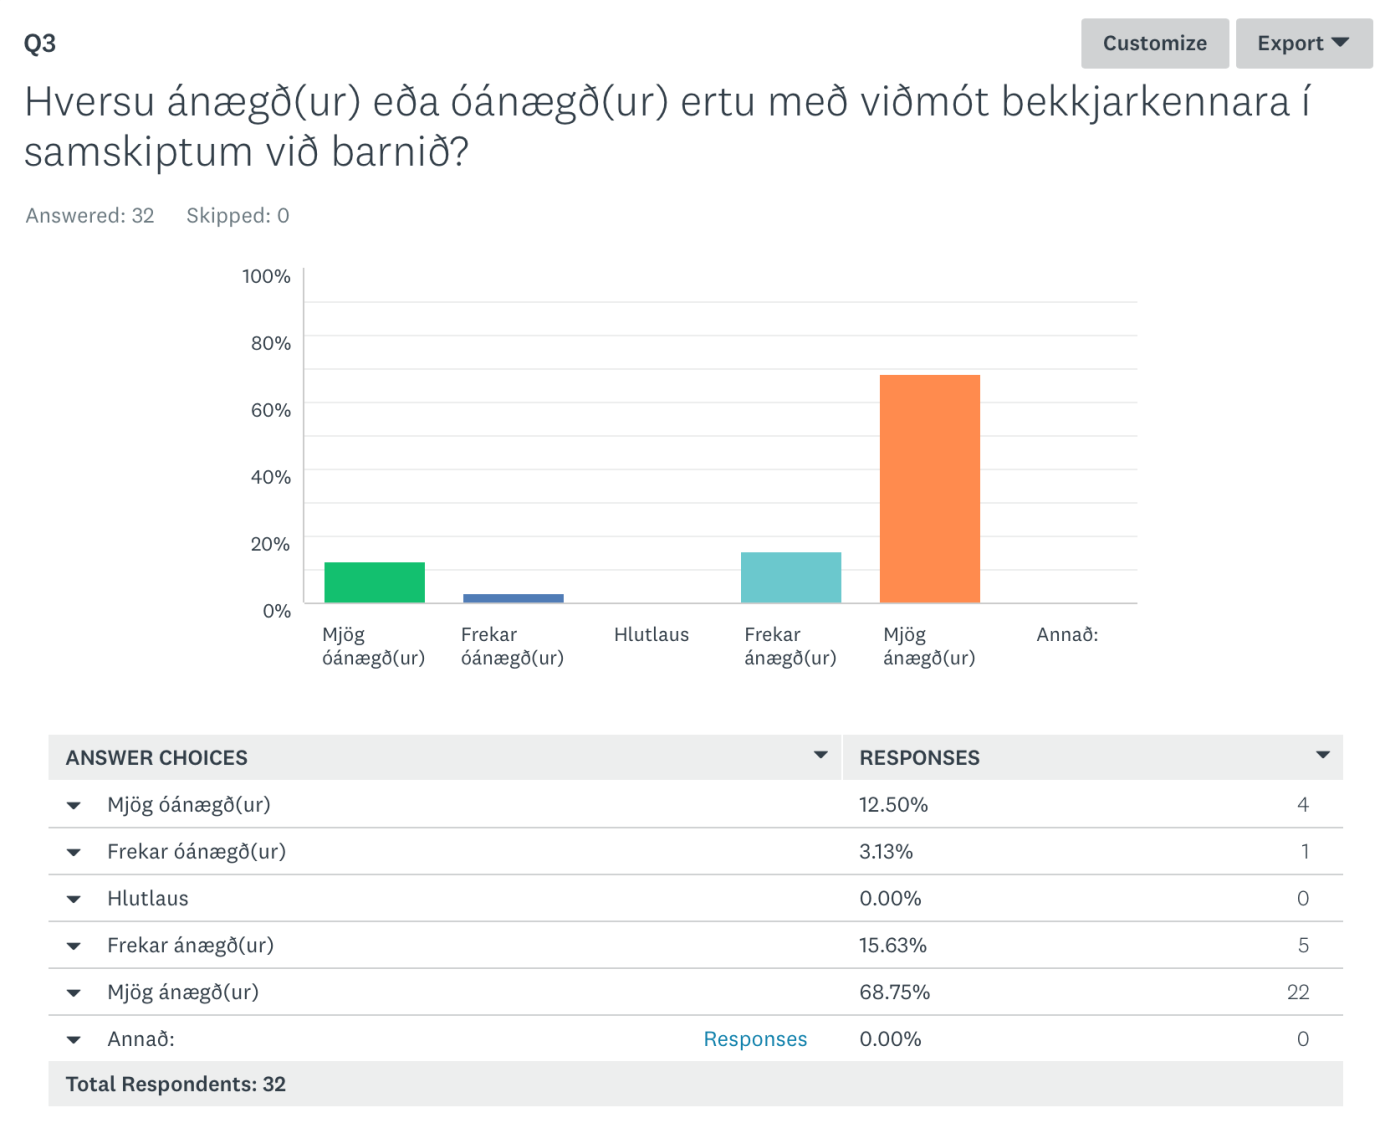 Q3
Customize
Export
Hversu ánægð(ur) eða óánægð(ur) ertu með viðmót bekkjarkennara í
samskiptum við barnið?
Answered: 32 Skipped: 0
100%
80%
60%
40%
20%
0%
Mjög
óánægð(ur)
Frekar
óánægð(ur)
Hlutlaus
Frekar
ánægð(ur)
Mjög
ánægð(ur)
Annað:
ANSWER CHOICES RESPONSES
Mjög óánægð(ur) 12.50% 4
Frekar óánægð(ur) 3.13% 1
Hlutlaus 0.00% 0
Frekar ánægð(ur) 15.63% 5
Mjög ánægð(ur) 68.75% 22
Annað: Responses 0.00% 0
Total Respondents: 32